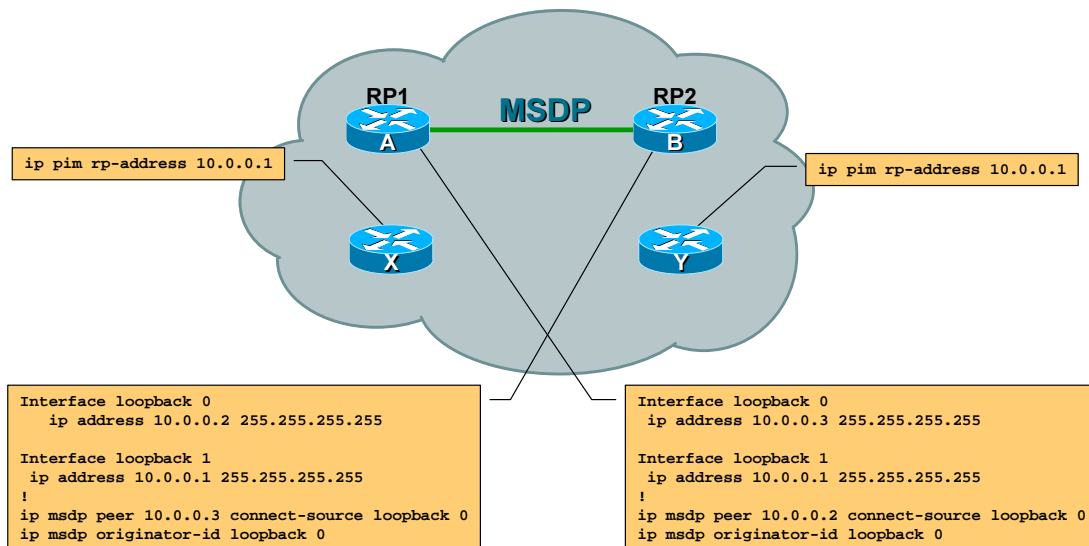 RP1
MSDP
RP2
A
B
ip pim rp-address 10.0.0.1
ip pim rp-address 10.0.0.1
X
Y
Interface loopback 0
ip address 10.0.0.2 255.255.255.255
Interface loopback 1
ip address 10.0.0.1 255.255.255.255
!
ip msdp peer 10.0.0.3 connect-source loopback 0
ip msdp originator-id loopback 0
Interface loopback 0
ip address 10.0.0.3 255.255.255.255
Interface loopback 1
ip address 10.0.0.1 255.255.255.255
!
ip msdp peer 10.0.0.2 connect-source loopback 0
ip msdp originator-id loopback 0